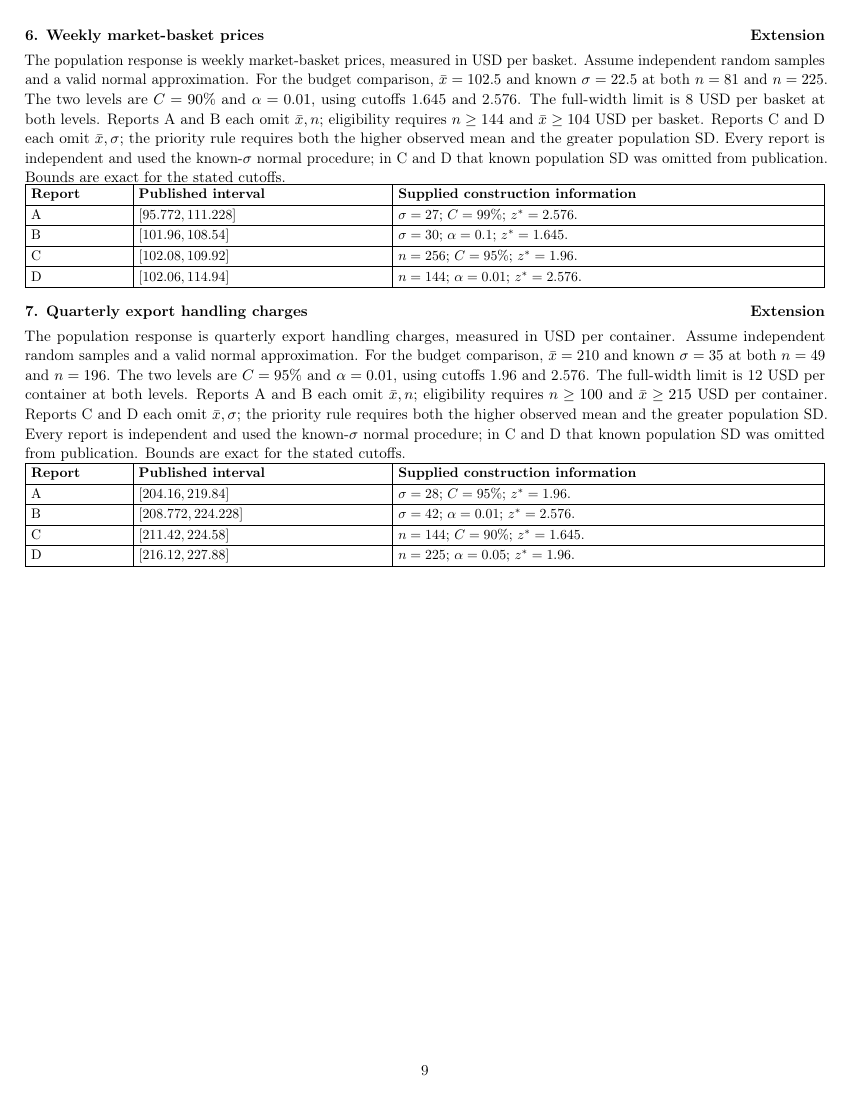 6. Weekly market-basket prices Extension
The population response is weekly market-basket prices, measured in USD per basket. Assume independent random samples
and a valid normal approximation. For the budget comparison, x̄ = 102.5 and known σ = 22.5 at both n = 81 and n = 225.
The two levels are C = 90% and α = 0.01, using cutoffs 1.645 and 2.576. The full-width limit is 8 USD per basket at
both levels. Reports A and B each omit x̄, n; eligibility requires n ≥ 144 and x̄ ≥ 104 USD per basket. Reports C and D
each omit x̄, σ; the priority rule requires both the higher observed mean and the greater population SD. Every report is
independent and used the known-σ normal procedure; in C and D that known population SD was omitted from publication.
Bounds are exact for the stated cutoffs.
Report Published interval Supplied construction information
A [95.772, 111.228] σ = 27; C = 99%; z* = 2.576.
B [101.96, 108.54] σ = 30; α = 0.1; z* = 1.645.
C [102.08, 109.92] n = 256; C = 95%; z* = 1.96.
D [102.06, 114.94] n = 144; α = 0.01; z* = 2.576.
7. Quarterly export handling charges Extension
The population response is quarterly export handling charges, measured in USD per container. Assume independent
random samples and a valid normal approximation. For the budget comparison, x̄ = 210 and known σ = 35 at both n = 49
and n = 196. The two levels are C = 95% and α = 0.01, using cutoffs 1.96 and 2.576. The full-width limit is 12 USD per
container at both levels. Reports A and B each omit x̄, n; eligibility requires n ≥ 100 and x̄ ≥ 215 USD per container.
Reports C and D each omit x̄, σ; the priority rule requires both the higher observed mean and the greater population SD.
Every report is independent and used the known-σ normal procedure; in C and D that known population SD was omitted
from publication. Bounds are exact for the stated cutoffs.
Report Published interval Supplied construction information
A [204.16, 219.84] σ = 28; C = 95%; z* = 1.96.
B [208.772, 224.228] σ = 42; α = 0.01; z* = 2.576.
C [211.42, 224.58] n = 144; C = 90%; z* = 1.645.
D [216.12, 227.88] n = 225; α = 0.05; z* = 1.96.
9